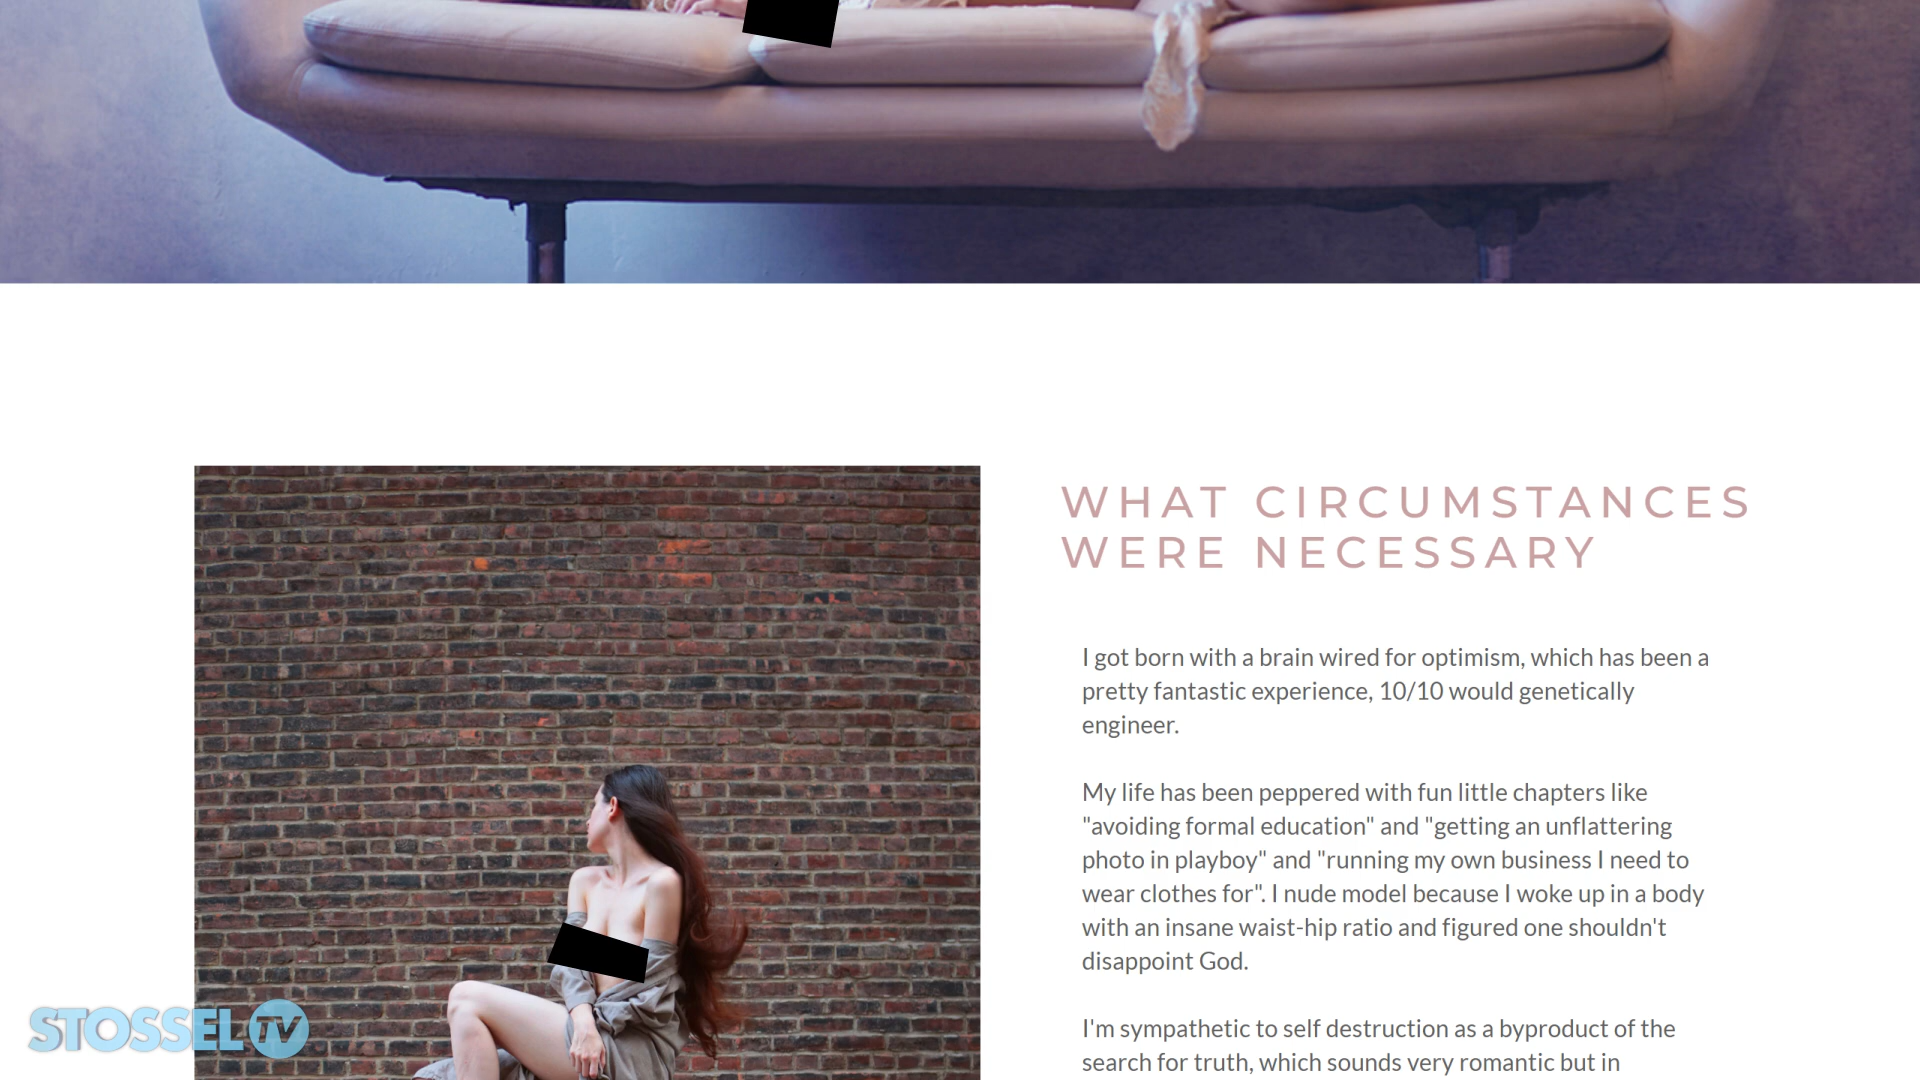 WHAT CIRCUMSTANCES
WERE NECESSARY
I got born with a brain wired for optimism, which has been a
pretty fantastic experience, 10/10 would genetically
engineer.
My life has been peppered with fun little chapters like
"avoiding formal education" and "getting an unflattering
photo in playboy" and "running my own business I need to
wear clothes for". I nude model because I woke up in a body
with an insane waist-hip ratio and figured one shouldn't
disappoint God.
I'm sympathetic to self destruction as a byproduct of the
search for truth, which sounds very romantic but in
STOSSEL TV